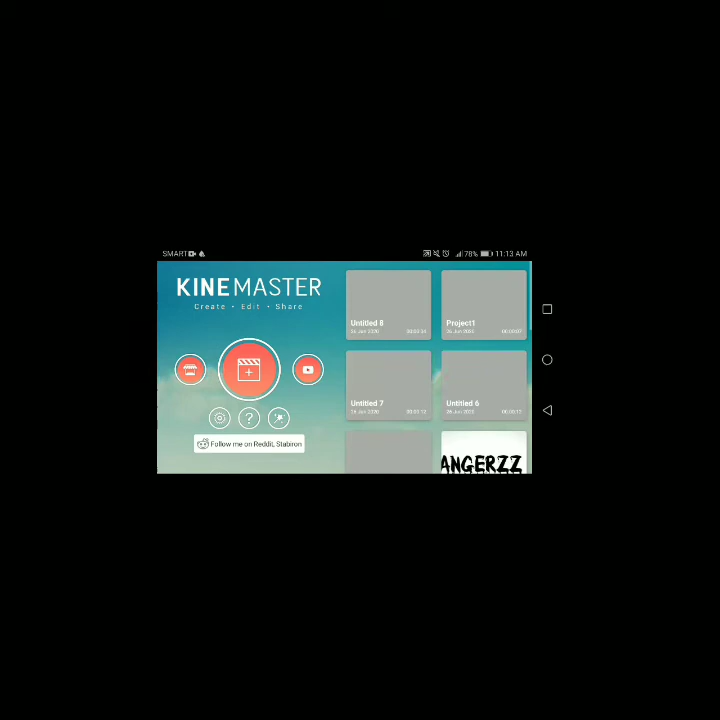 SMART
78% 11:13 AM
KINEMASTER
Create • Edit • Share
Follow me on Reddit, Stabiron
Untitled 8
Project1
Untitled 7
Untitled 6
ANGERZZ